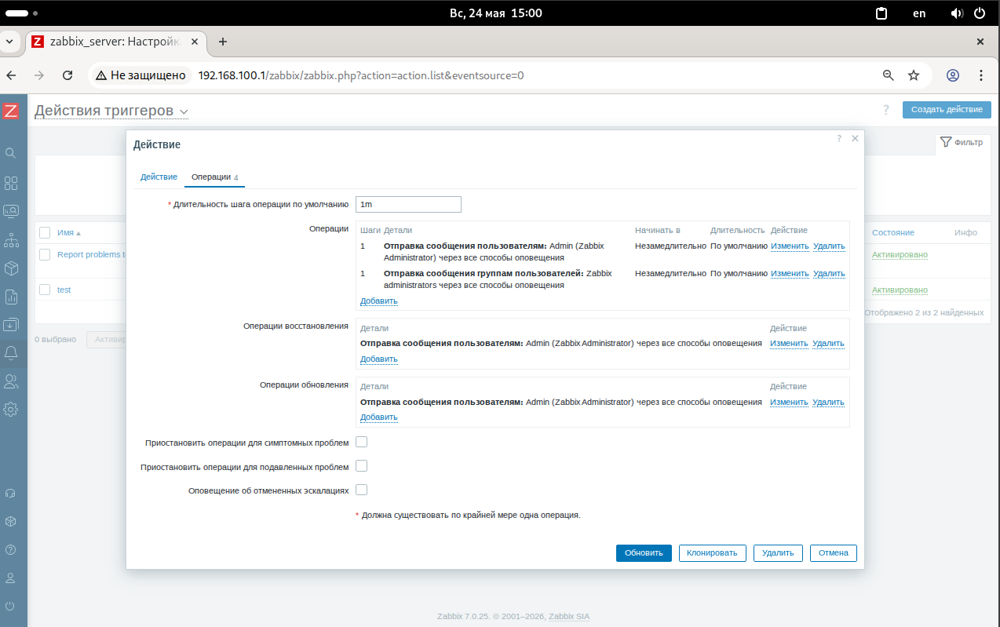 Вс, 24 мая 15:00
en
zabbix_server: Настройк
Не защищено
192.168.100.1/zabbix/zabbix.php?action=action.list&eventsource=0
Z
Действия триггеров
?
Создать действие
Фильтр
Действие
?
Действие
Операции 4
* Длительность шага операции по умолчанию
1m
Операции
Шаги Детали Начинать в Длительность Действие
1 Отправка сообщения пользователям: Admin (Zabbix Незамедлительно По умолчанию Изменить Удалить
Administrator) через все способы оповещения
1 Отправка сообщения группам пользователей: Zabbix Незамедлительно По умолчанию Изменить Удалить
administrators через все способы оповещения
Добавить
Операции восстановления
Детали Действие
Отправка сообщения пользователям: Admin (Zabbix Administrator) через все способы оповещения Изменить Удалить
Добавить
Операции обновления
Детали Действие
Отправка сообщения пользователям: Admin (Zabbix Administrator) через все способы оповещения Изменить Удалить
Добавить
Приостановить операции для симптомных проблем
Приостановить операции для подавленных проблем
Оповещение об отмененных эскалациях
* Должна существовать по крайней мере одна операция.
Обновить
Клонировать
Удалить
Отмена
Имя
Состояние
Инфо
Report problems t
Активировано
test
Активировано
Отображено 2 из 2 найденных
0 выбрано
Активир
Zabbix 7.0.25. © 2001–2026, Zabbix SIA